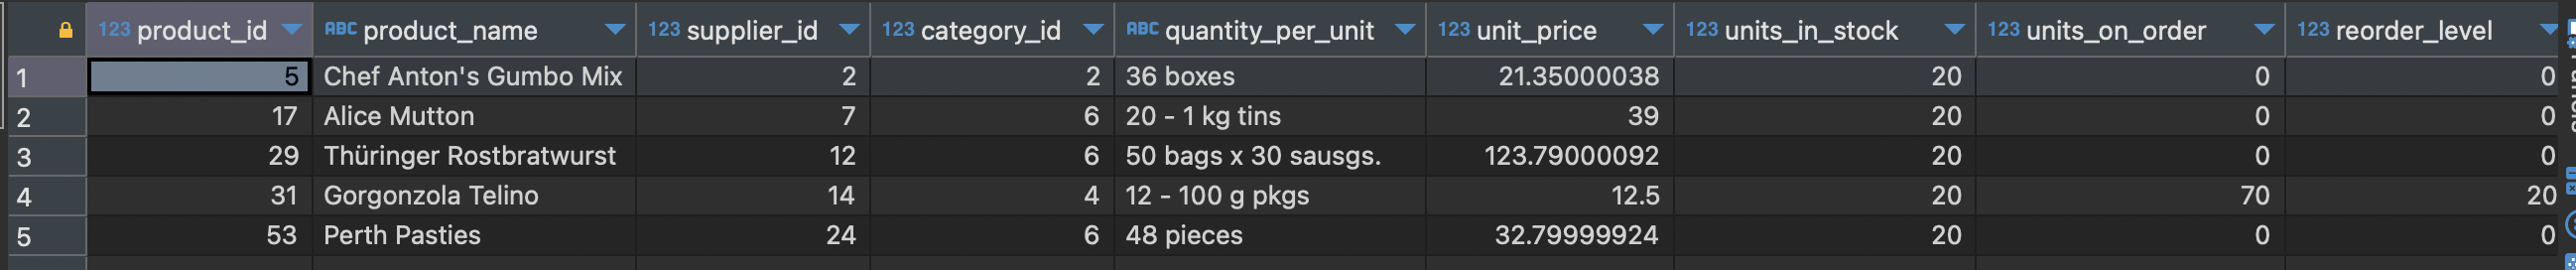 123 product_id ABC product_name 123 supplier_id 123 category_id ABC quantity_per_unit 123 unit_price 123 units_in_stock 123 units_on_order 123 reorder_level
1 5 Chef Anton's Gumbo Mix 2 2 36 boxes 21.35000038 20 0 0
2 17 Alice Mutton 7 6 20 - 1 kg tins 39 20 0 0
3 29 Thüringer Rostbratwurst 12 6 50 bags x 30 sausgs. 123.79000092 20 0 0
4 31 Gorgonzola Telino 14 4 12 - 100 g pkgs 12.5 20 70 20
5 53 Perth Pasties 24 6 48 pieces 32.79999924 20 0 0